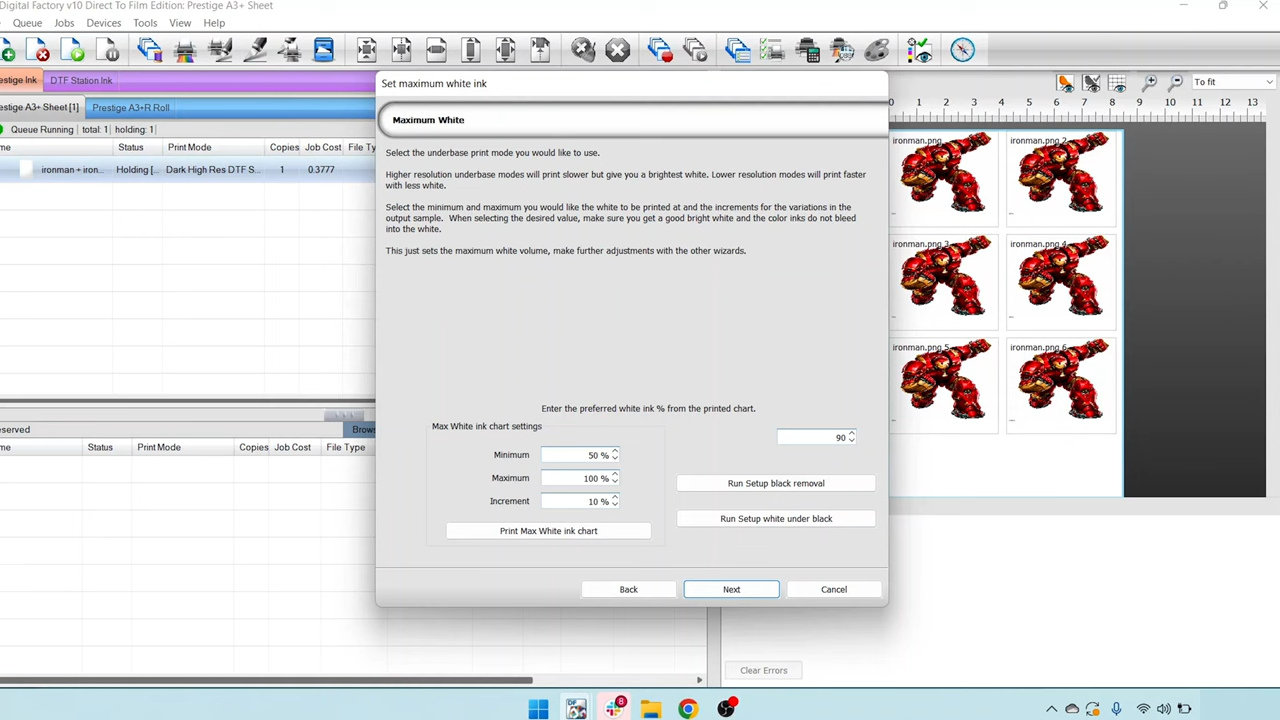 Digital Factory v10 Direct To Film Edition: Prestige A3+ Sheet
Queue Jobs Devices Tools View Help
Prestige Ink DTF Station Ink
Prestige A3+ Sheet [1] Prestige A3+R Roll
Queue Running total: 1 holding: 1
me Status Print Mode Copies Job Cost File Ty
ironman + iron... Holding [... Dark High Res DTF S... 1 0.3777
eserved Brow
me Status Print Mode Copies Job Cost File Type
Set maximum white ink
Maximum White
Select the underbase print mode you would like to use.
Higher resolution underbase modes will print slower but give you a brightest white. Lower resolution modes will print faster
with less white.
Select the minimum and maximum you would like the white to be printed at and the increments for the variations in the
output sample. When selecting the desired value, make sure you get a good bright white and the color inks do not bleed
into the white.
This just sets the maximum white volume, make further adjustments with the other wizards.
Enter the preferred white ink % from the printed chart.
Max White ink chart settings
90
Minimum 50 %
Maximum 100 %
Increment 10 %
Print Max White ink chart
Run Setup black removal
Run Setup white under black
Back Next Cancel
To fit
0 1 2 3 4 5 6 7 8 9 10 11 12 13
ironman.png ironman.png 2
ironman.png 3 ironman.png 4
ironman.png 5 ironman.png 6
Clear Errors
8